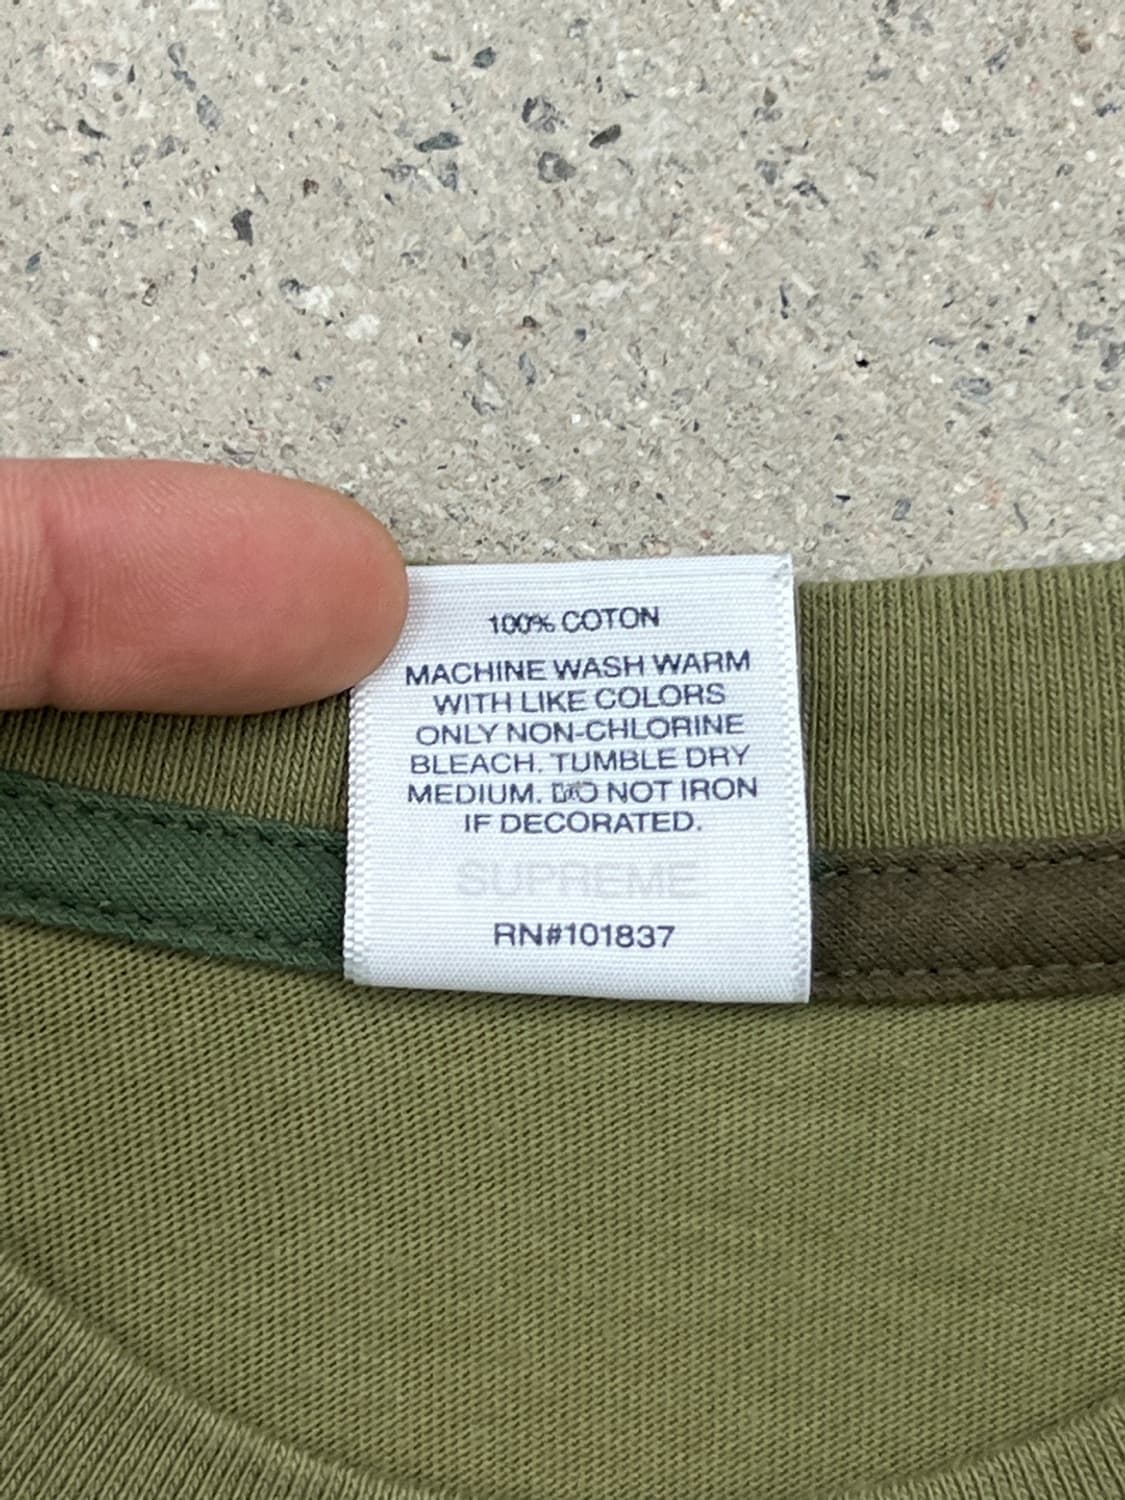 100% COTON
MACHINE WASH WARM
WITH LIKE COLORS
ONLY NON-CHLORINE
BLEACH. TUMBLE DRY
MEDIUM. DO NOT IRON
IF DECORATED.
SUPREME
RN#101837